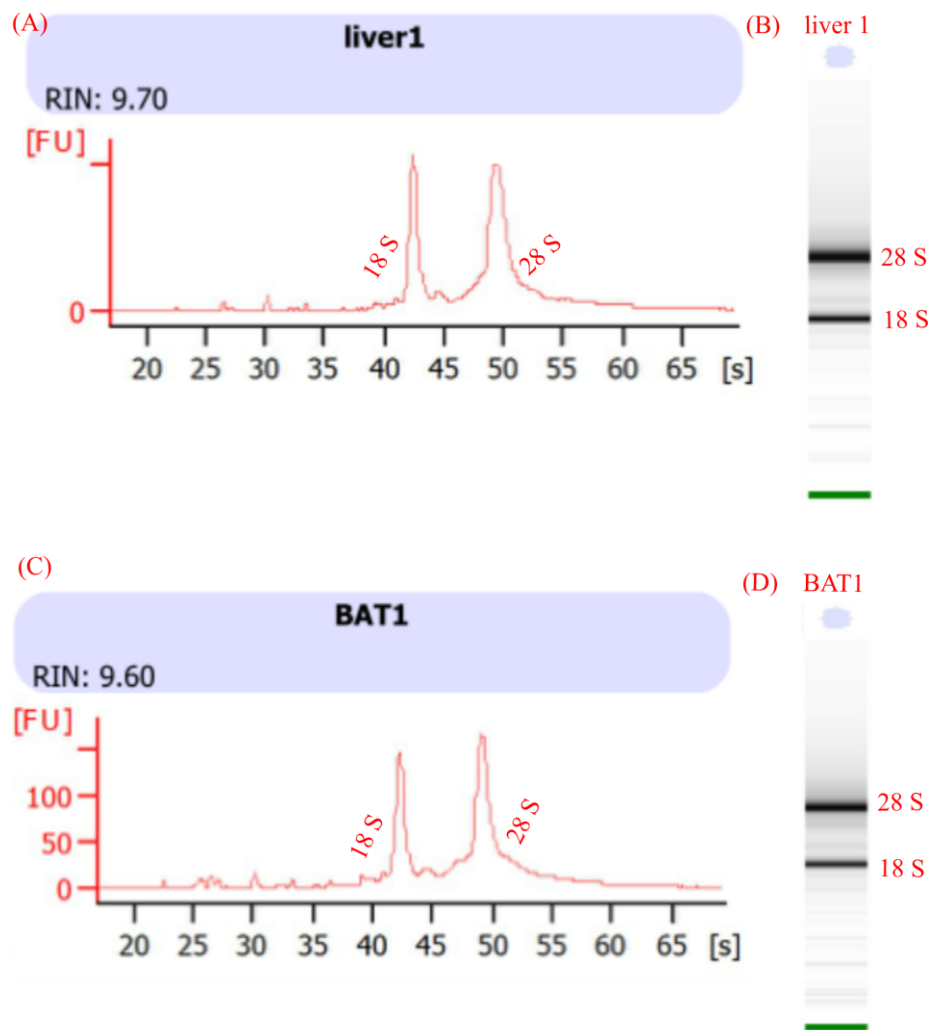 (A)
liver1
RIN: 9.70
[FU]
0
18 S
28 S
20 25 30 35 40 45 50 55 60 65 [s]
(B) liver 1
28 S
18 S
(C)
BAT1
RIN: 9.60
[FU]
100
50
0
18 S
28 S
20 25 30 35 40 45 50 55 60 65 [s]
(D) BAT1
28 S
18 S